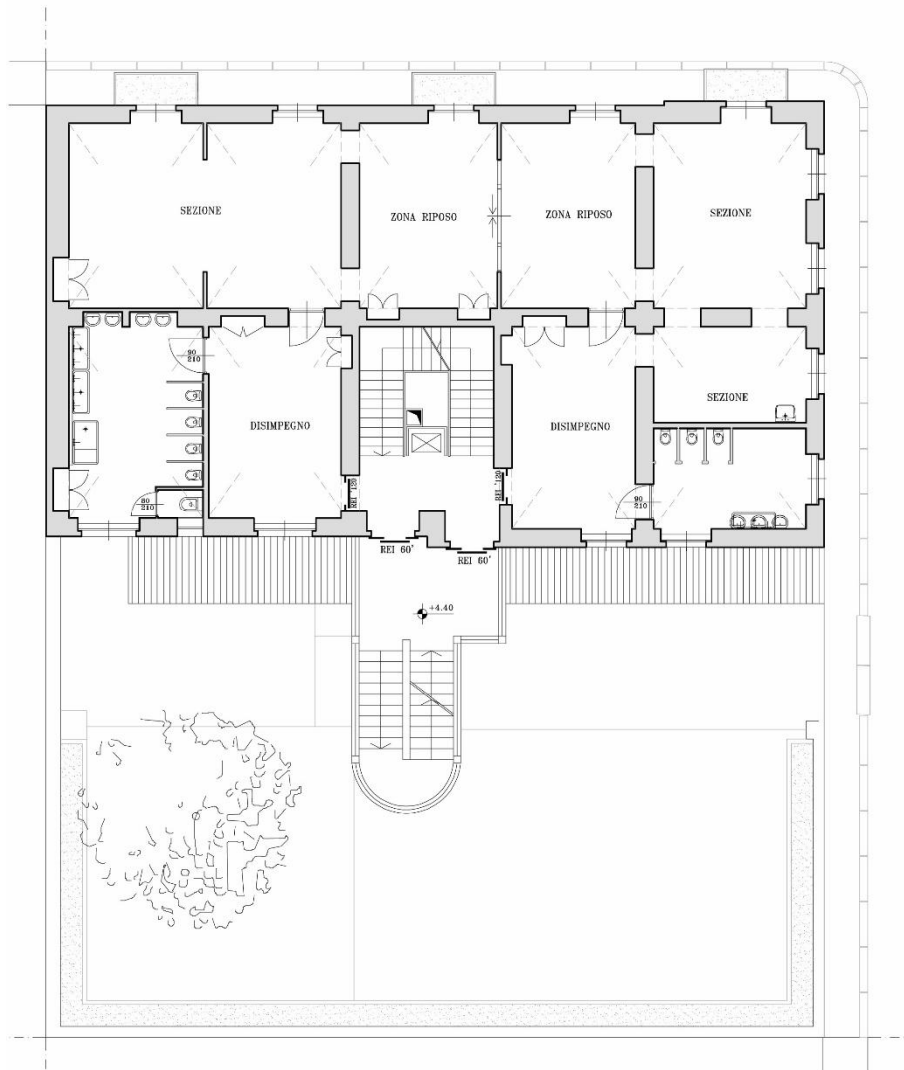 SEZIONE
ZONA RIPOSO
ZONA RIPOSO
SEZIONE
90
210
DISIMPEGNO
DISIMPEGNO
SEZIONE
80
210
REI 120
REI '120
90
210
REI 60'
REI 60'
+4.40